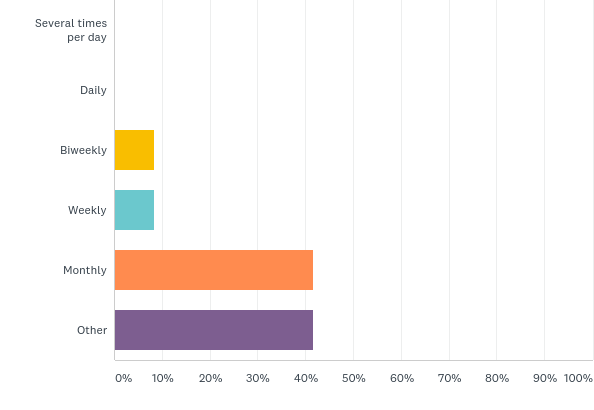 Several times
per day
Daily
Biweekly
Weekly
Monthly
Other
0% 10% 20% 30% 40% 50% 60% 70% 80% 90% 100%